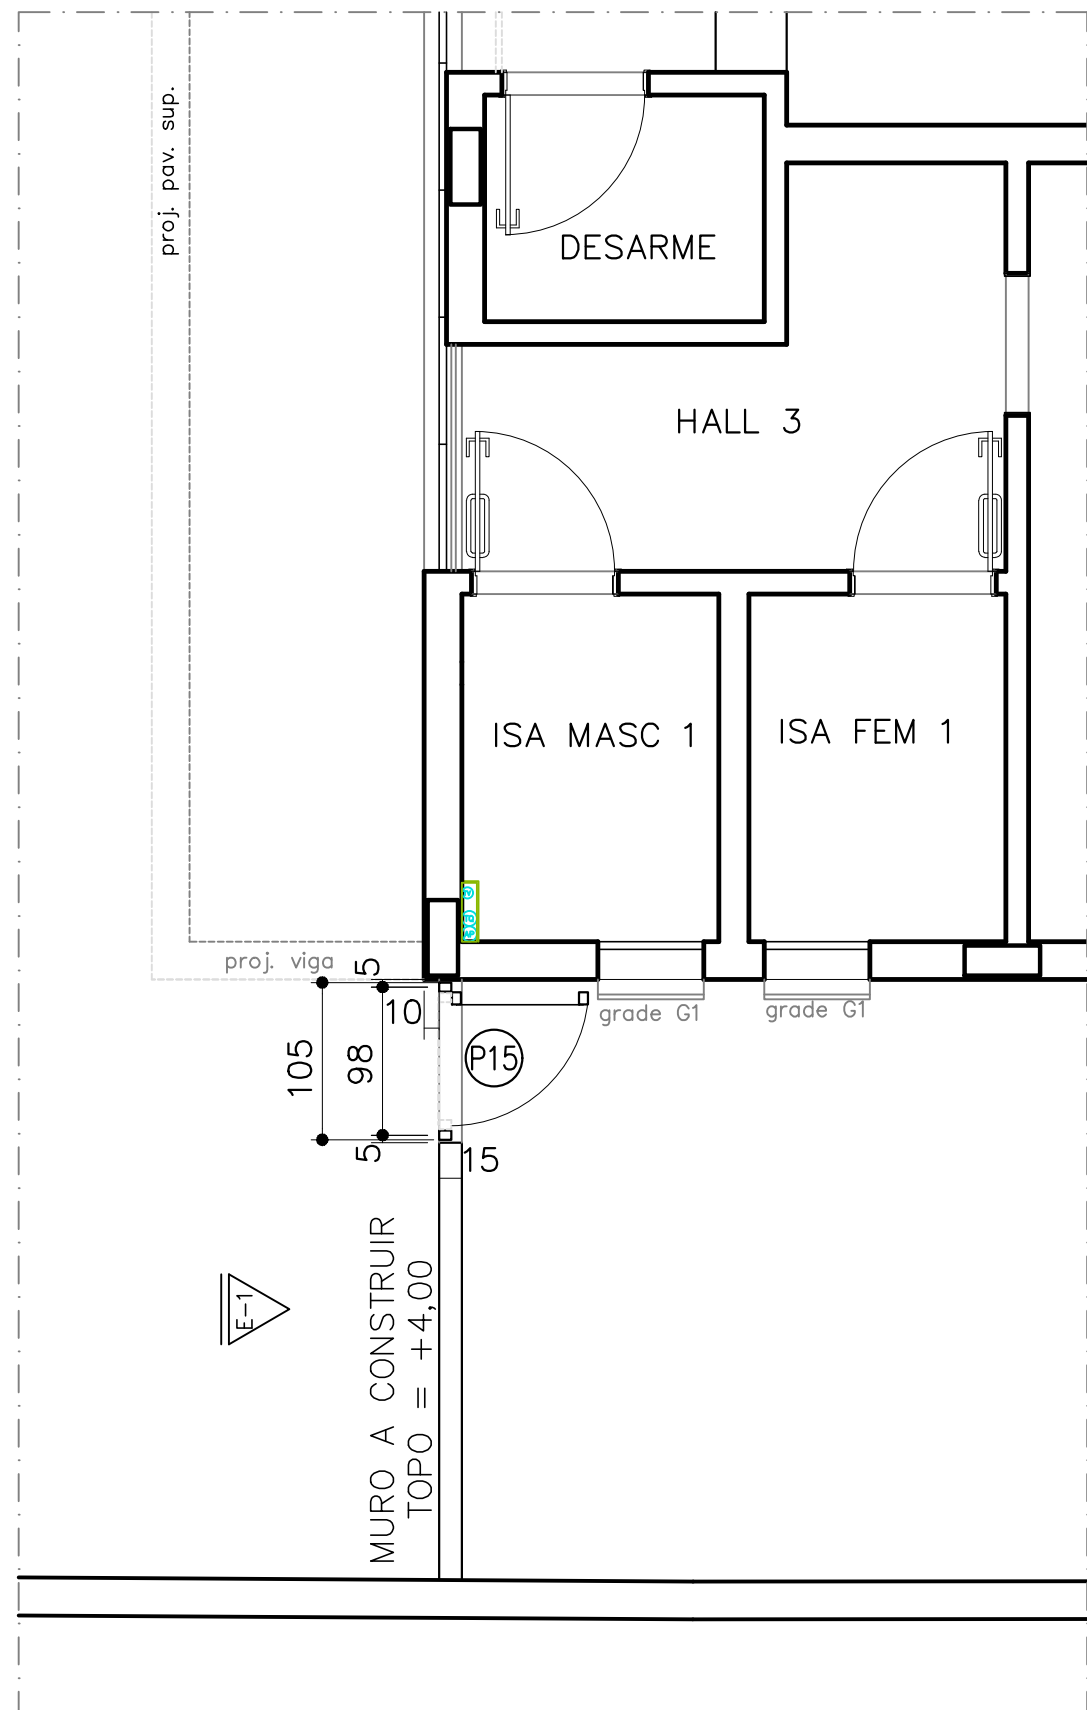 proj. pav. sup.
DESARME
HALL 3
ISA MASC 1
ISA FEM 1
proj. viga
5
10
grade G1
grade G1
105
98
P15
5
15
MURO A CONSTRUIR
TOPO = +4,00
E-1